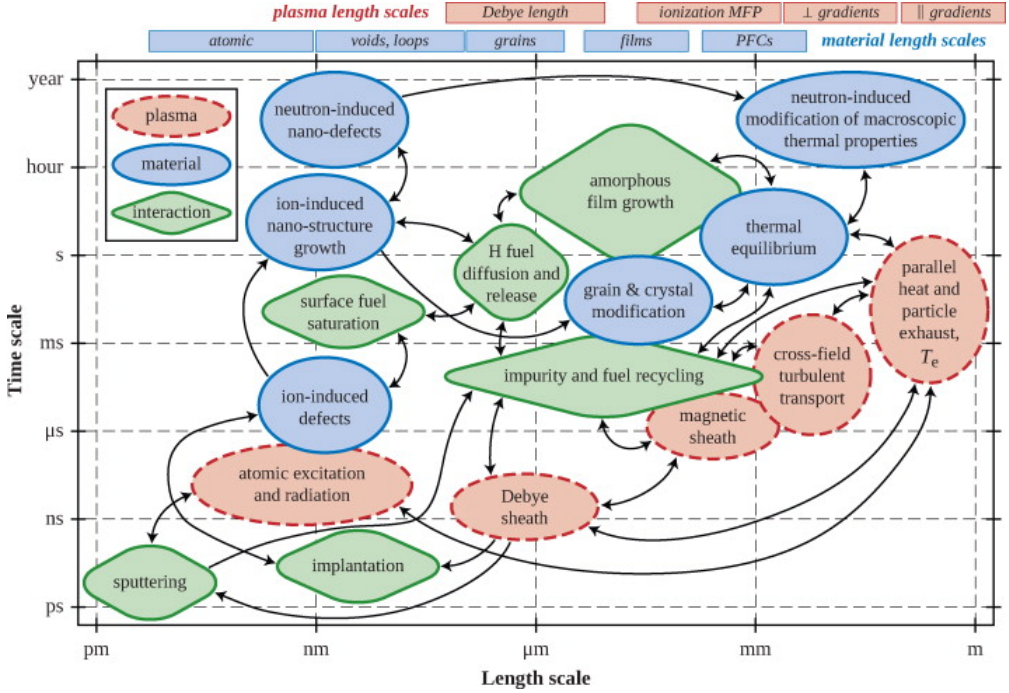 plasma length scales
Debye length
ionization MFP
⊥ gradients
|| gradients
atomic
voids, loops
grains
films
PFCs
material length scales
year
hour
s
ms
μs
ns
ps
Time scale
plasma
material
interaction
neutron-induced
nano-defects
neutron-induced
modification of macroscopic
thermal properties
amorphous
film growth
ion-induced
nano-structure
growth
thermal
equilibrium
H fuel
diffusion and
release
parallel
heat and
particle
exhaust,
Te
surface fuel
saturation
grain & crystal
modification
impurity and fuel recycling
cross-field
turbulent
transport
ion-induced
defects
magnetic
sheath
atomic excitation
and radiation
Debye
sheath
implantation
sputtering
pm
nm
μm
mm
m
Length scale